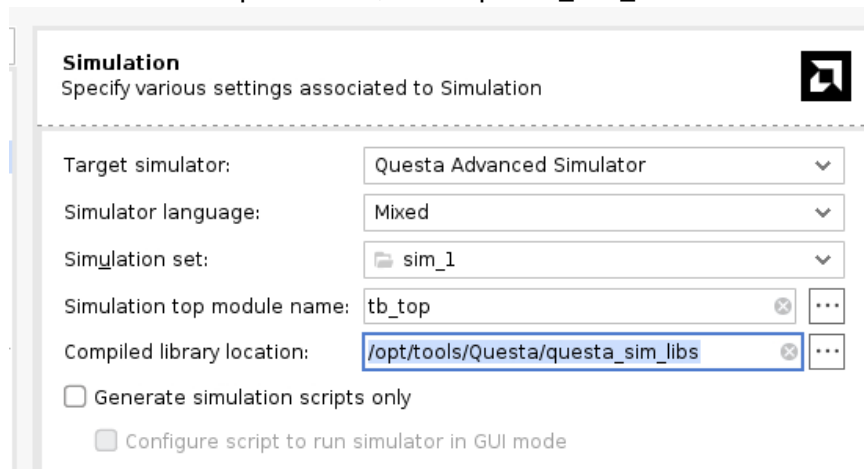 Simulation
Specify various settings associated to Simulation
Target simulator: Questa Advanced Simulator
Simulator language: Mixed
Simulation set: sim_1
Simulation top module name: tb_top ...
Compiled library location: /opt/tools/Questa/questa_sim_libs ...
Generate simulation scripts only
Configure script to run simulator in GUI mode